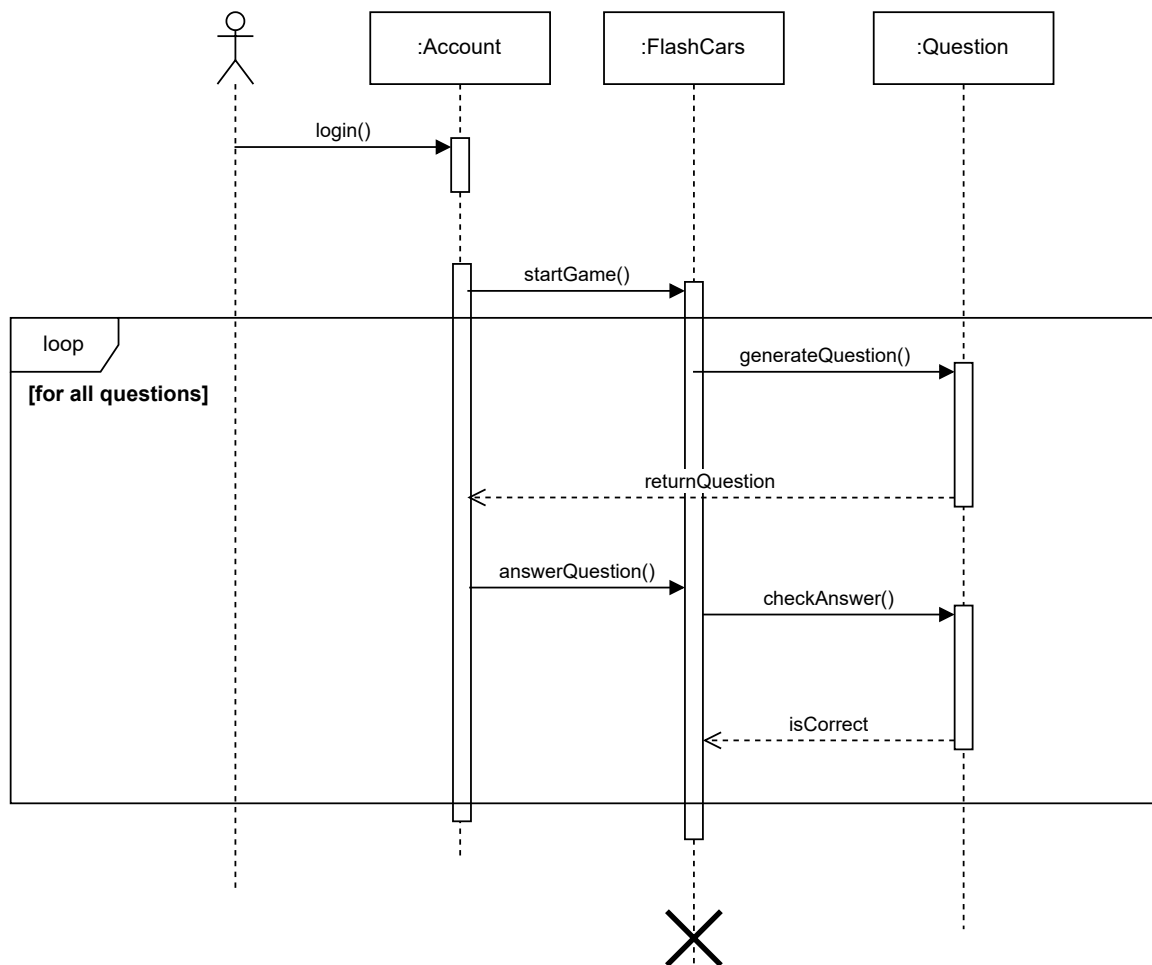 :Account
:FlashCars
:Question
login()
startGame()
loop
generateQuestion()
[for all questions]
returnQuestion
answerQuestion()
checkAnswer()
isCorrect